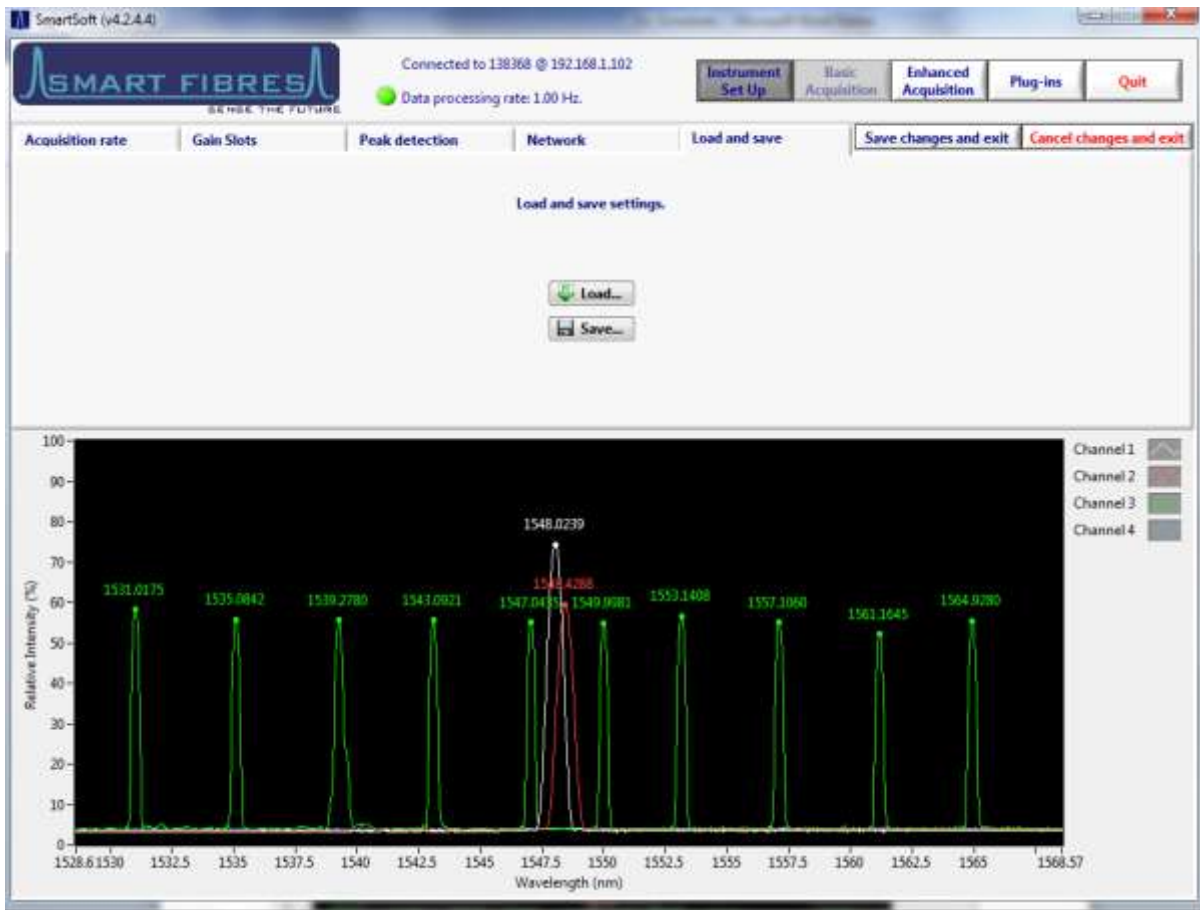 SmartSoft (v4.2.4.4)
SMART FIBRES
SENSE THE FUTURE
Connected to 138368 @ 192.168.1.102
Data processing rate: 1.00 Hz.
Instrument Set Up
Basic Acquisition
Enhanced Acquisition
Plug-ins
Quit
Acquisition rate
Gain Slots
Peak detection
Network
Load and save
Save changes and exit
Cancel changes and exit
Load and save settings.
Load...
Save...
Channel 1
Channel 2
Channel 3
Channel 4
Relative Intensity (%)
100
90
80
70
60
50
40
30
20
10
0
1548.0239
1531.0175
1535.0842
1539.2780
1543.0921
1549.9981
1553.1408
1557.1060
1561.1645
1564.9280
1528.61 1530 1532.5 1535 1537.5 1540 1542.5 1545 1547.5 1550 1552.5 1555 1557.5 1560 1562.5 1565 1568.57
Wavelength (nm)